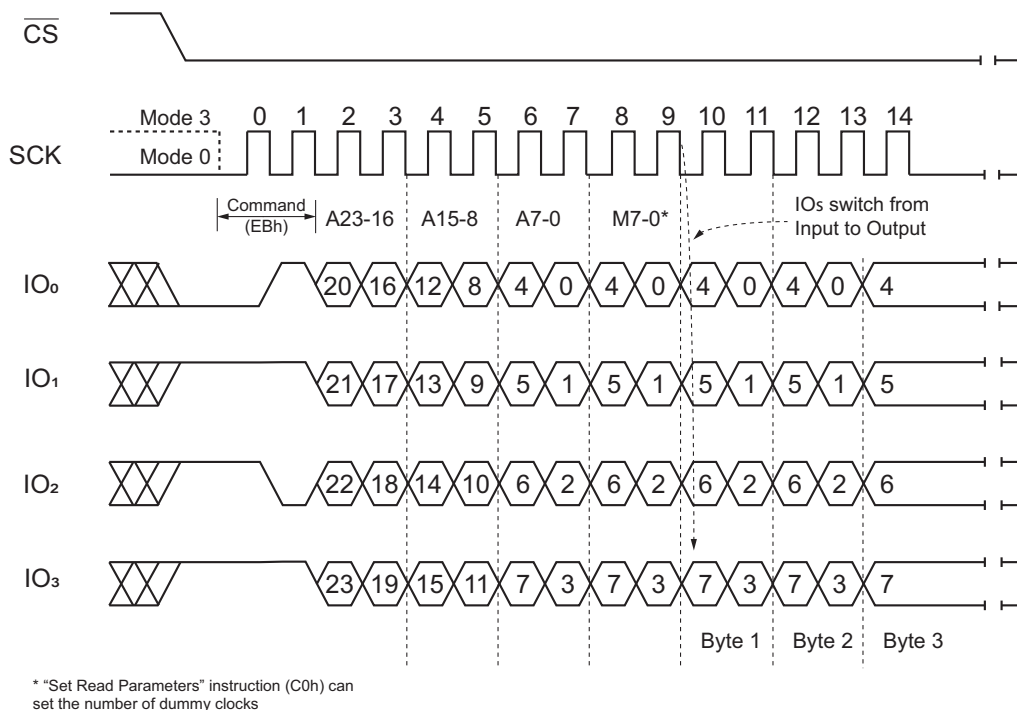 CS
Mode 3
Mode 0
SCK
0 1 2 3 4 5 6 7 8 9 10 11 12 13 14
Command
(EBh)
A23-16
A15-8
A7-0
M7-0*
IOs switch from
Input to Output
IO₀
20 16 12 8 4 0 4 0 4 0 4 0 4
IO₁
21 17 13 9 5 1 5 1 5 1 5 1 5
IO₂
22 18 14 10 6 2 6 2 6 2 6 2 6
IO₃
23 19 15 11 7 3 7 3 7 3 7 3 7
Byte 1
Byte 2
Byte 3
* “Set Read Parameters” instruction (C0h) can
set the number of dummy clocks